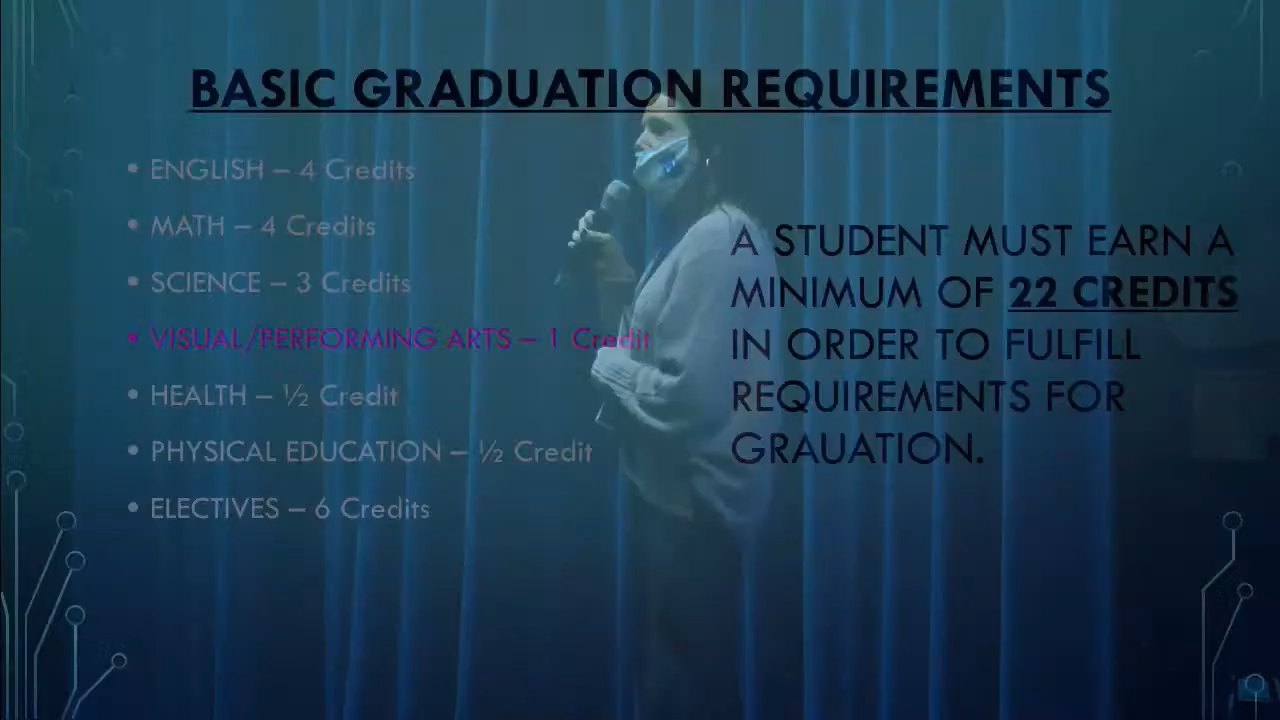 BASIC GRADUATION REQUIREMENTS
• ENGLISH – 4 Credits
• MATH – 4 Credits
• SCIENCE – 3 Credits
• VISUAL/PERFORMING ARTS – 1 Credit
• HEALTH – ½ Credit
• PHYSICAL EDUCATION – ½ Credit
• ELECTIVES – 6 Credits
A STUDENT MUST EARN A
MINIMUM OF 22 CREDITS
IN ORDER TO FULFILL
REQUIREMENTS FOR
GRAUATION.